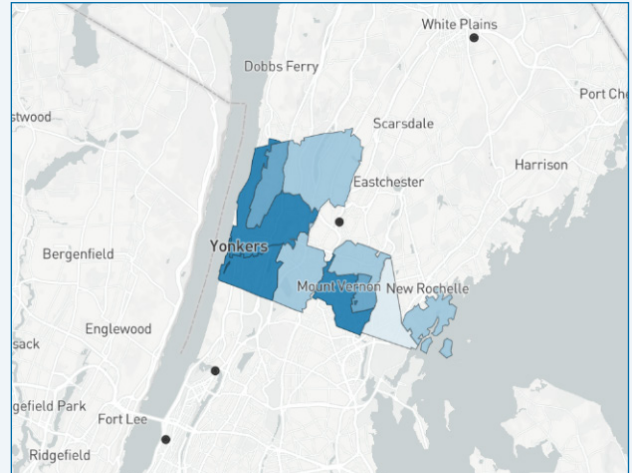 White Plains
Dobbs Ferry
Port Che
stwood
Scarsdale
Harrison
Eastchester
Yonkers
Bergenfield
Mount Vernon
New Rochelle
Englewood
sack
gefield Park
Fort Lee
Ridgefield